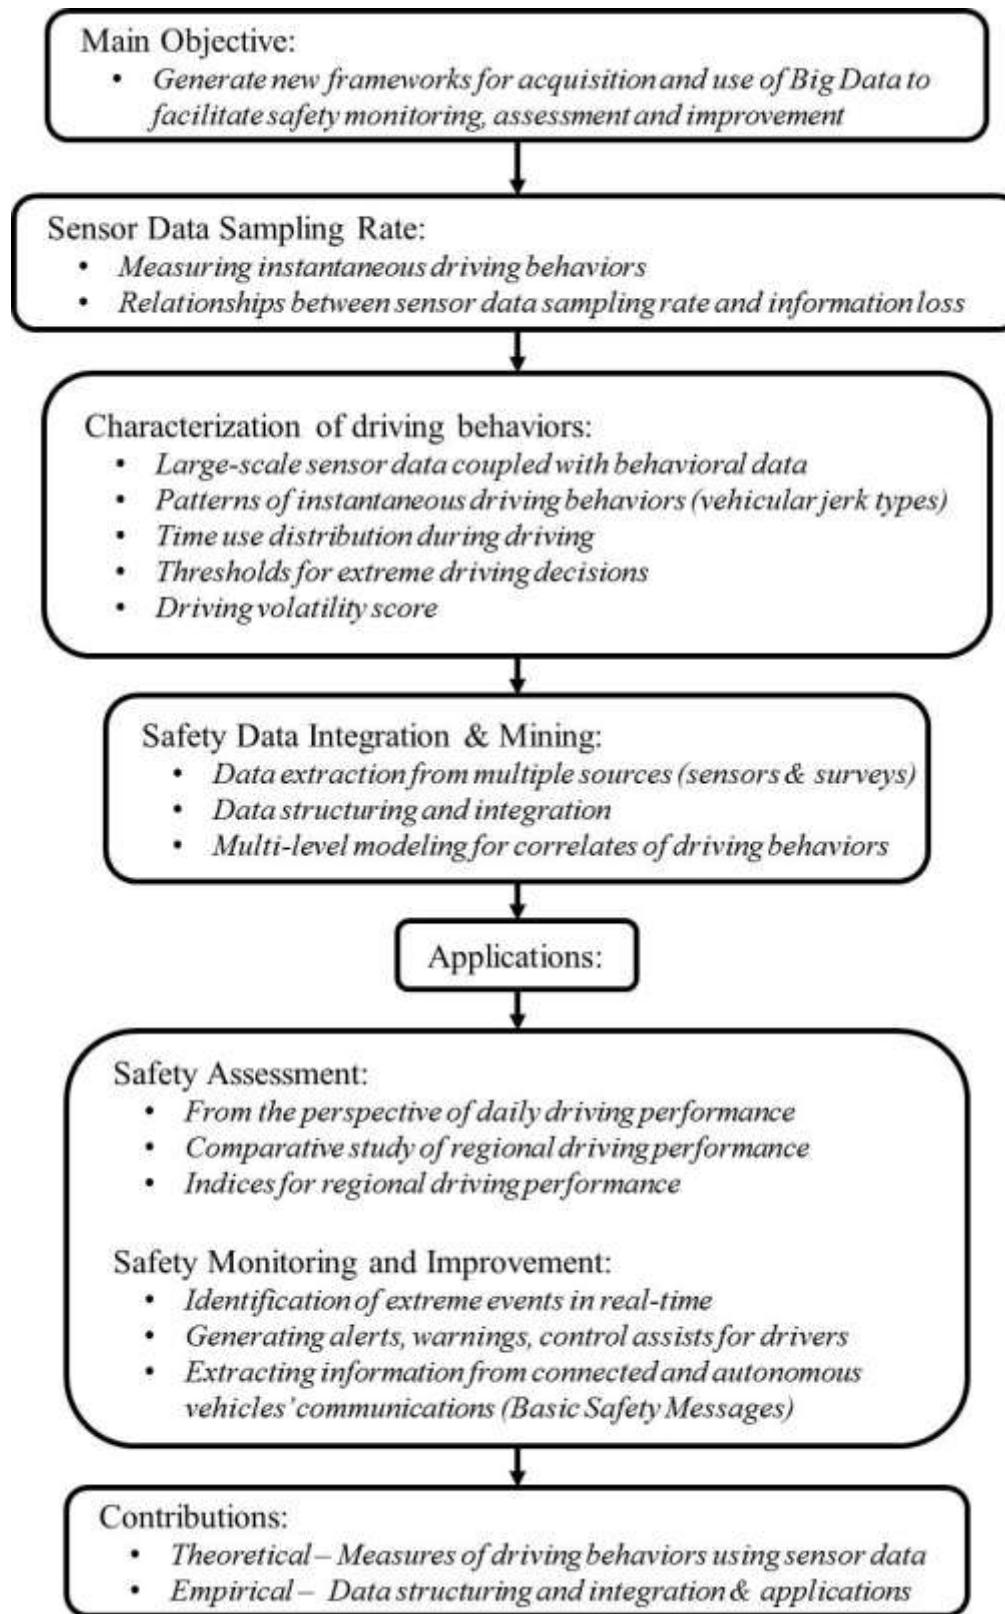 Main Objective:
• Generate new frameworks for acquisition and use of Big Data to
facilitate safety monitoring, assessment and improvement
Sensor Data Sampling Rate:
• Measuring instantaneous driving behaviors
• Relationships between sensor data sampling rate and information loss
Characterization of driving behaviors:
• Large-scale sensor data coupled with behavioral data
• Patterns of instantaneous driving behaviors (vehicular jerk types)
• Time use distribution during driving
• Thresholds for extreme driving decisions
• Driving volatility score
Safety Data Integration & Mining:
• Data extraction from multiple sources (sensors & surveys)
• Data structuring and integration
• Multi-level modeling for correlates of driving behaviors
Applications:
Safety Assessment:
• From the perspective of daily driving performance
• Comparative study of regional driving performance
• Indices for regional driving performance
Safety Monitoring and Improvement:
• Identification of extreme events in real-time
• Generating alerts, warnings, control assists for drivers
• Extracting information from connected and autonomous
vehicles’ communications (Basic Safety Messages)
Contributions:
• Theoretical – Measures of driving behaviors using sensor data
• Empirical – Data structuring and integration & applications